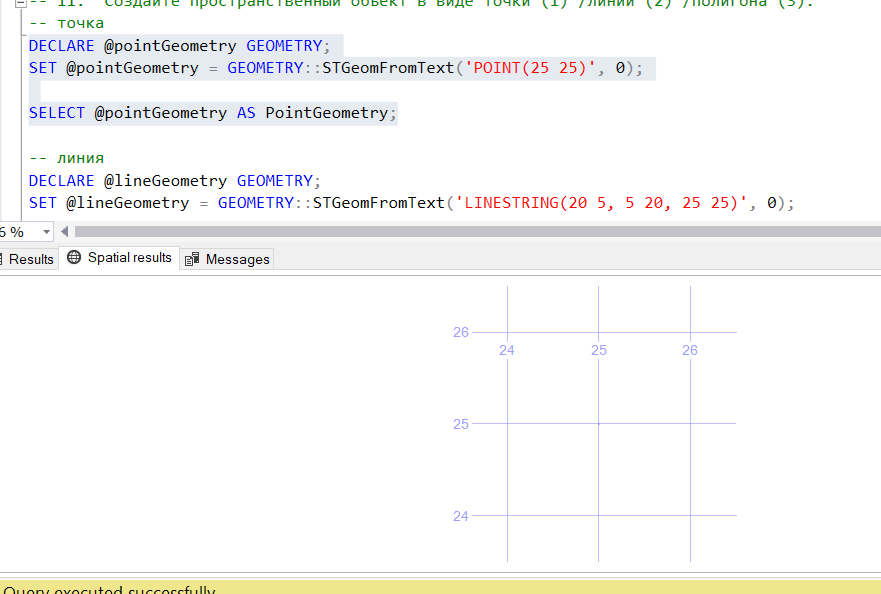 -- 11. Создайте пространственный объект в виде точки (1) /линии (2) /полигона (3).
-- точка
DECLARE @pointGeometry GEOMETRY;
SET @pointGeometry = GEOMETRY::STGeomFromText('POINT(25 25)', 0);
SELECT @pointGeometry AS PointGeometry;
-- линия
DECLARE @lineGeometry GEOMETRY;
SET @lineGeometry = GEOMETRY::STGeomFromText('LINESTRING(20 5, 5 20, 25 25)', 0);
6 %
Results Spatial results Messages
26
24 25 26
25
24
Query executed successfully